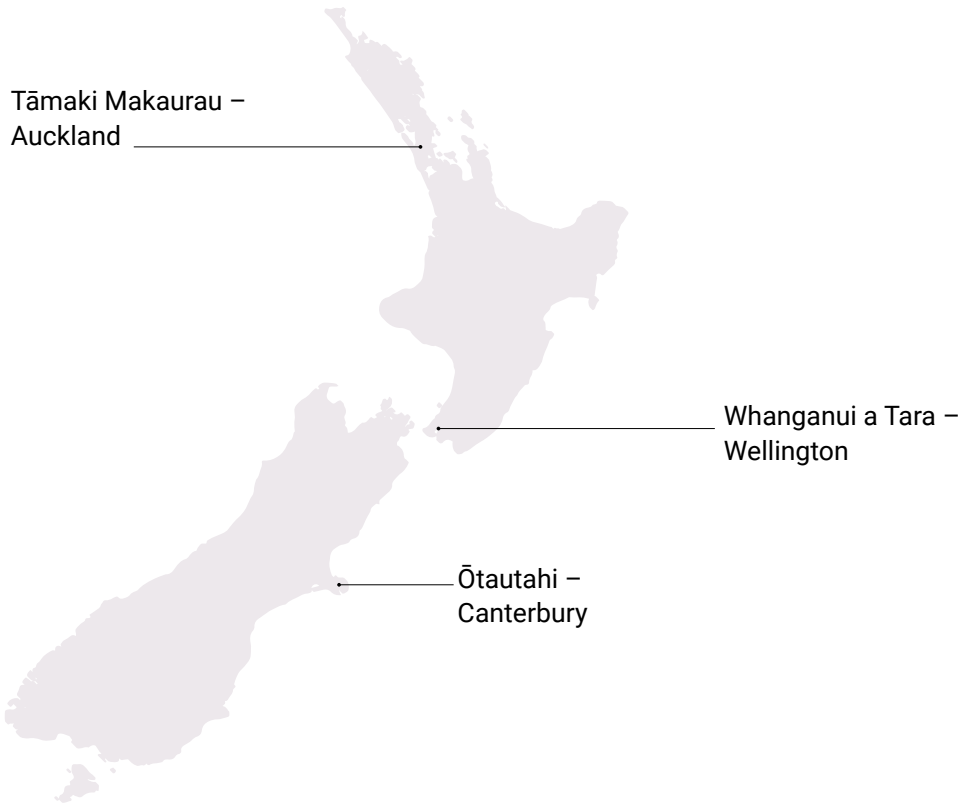 Tāmaki Makaurau –
Auckland
Whanganui a Tara –
Wellington
Ōtautahi –
Canterbury